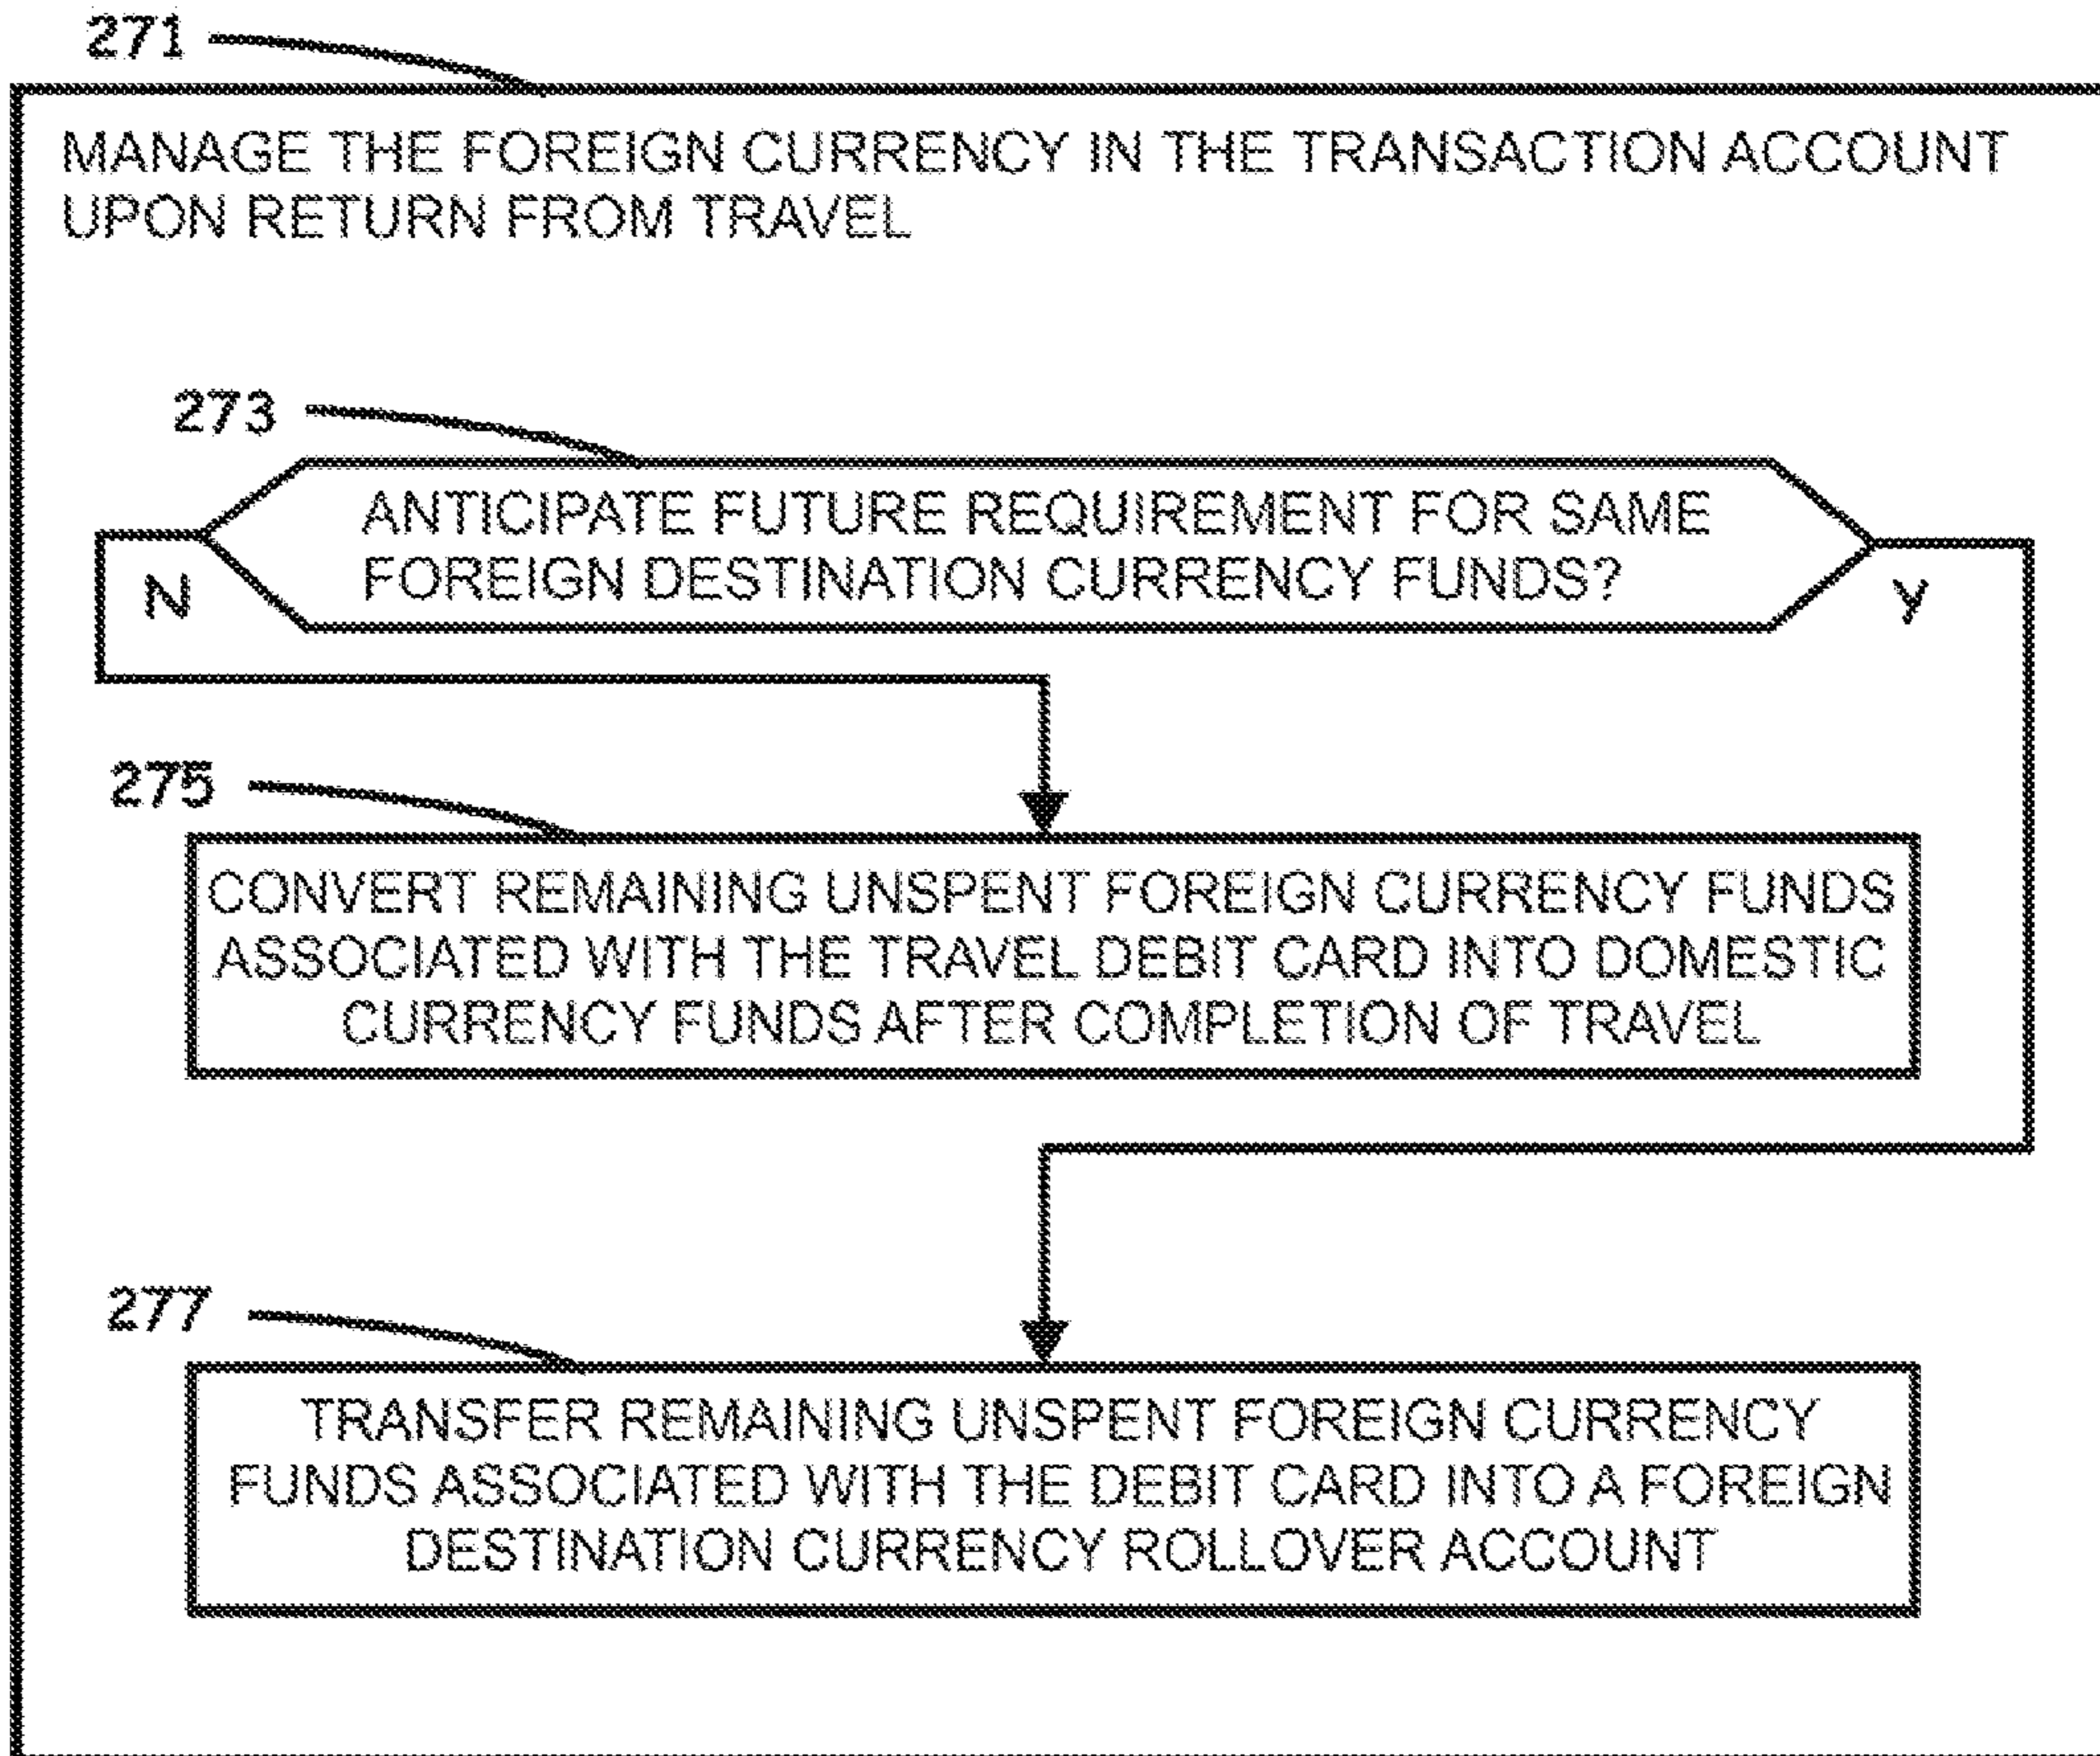 271
MANAGE THE FOREIGN CURRENCY IN THE TRANSACTION ACCOUNT
UPON RETURN FROM TRAVEL
273
ANTICIPATE FUTURE REQUIREMENT FOR SAME
FOREIGN DESTINATION CURRENCY FUNDS?
N
Y
275
CONVERT REMAINING UNSPENT FOREIGN CURRENCY FUNDS
ASSOCIATED WITH THE TRAVEL DEBIT CARD INTO DOMESTIC
CURRENCY FUNDS AFTER COMPLETION OF TRAVEL
277
TRANSFER REMAINING UNSPENT FOREIGN CURRENCY
FUNDS ASSOCIATED WITH THE DEBIT CARD INTO A FOREIGN
DESTINATION CURRENCY ROLLOVER ACCOUNT